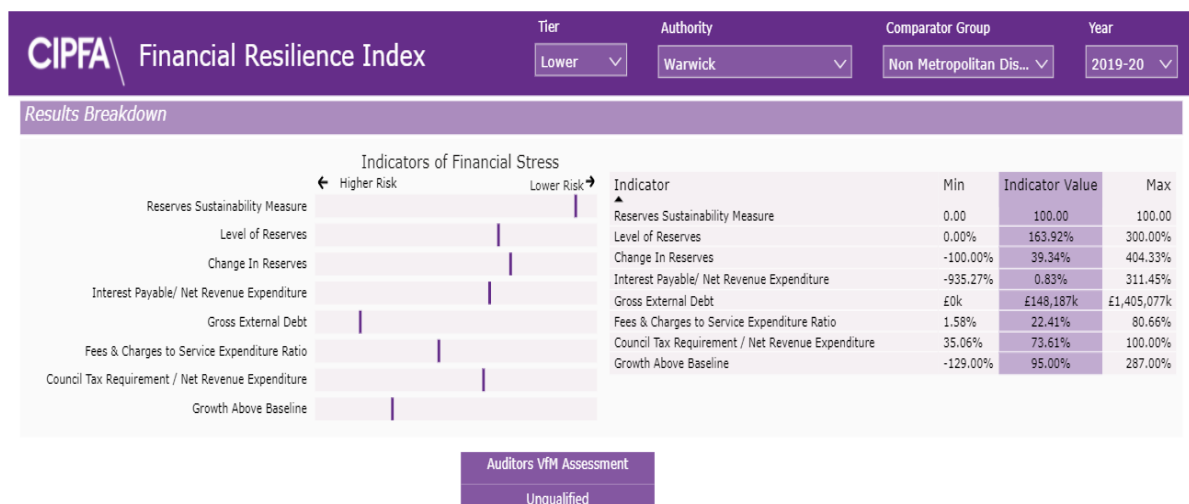 CIPFA\ Financial Resilience Index
Tier
Lower
Authority
Warwick
Comparator Group
Non Metropolitan Dis...
Year
2019-20
Results Breakdown
Indicators of Financial Stress
Higher Risk Lower Risk
Reserves Sustainability Measure
Level of Reserves
Change In Reserves
Interest Payable/ Net Revenue Expenditure
Gross External Debt
Fees & Charges to Service Expenditure Ratio
Council Tax Requirement / Net Revenue Expenditure
Growth Above Baseline
Indicator Min Indicator Value Max
Reserves Sustainability Measure 0.00 100.00 100.00
Level of Reserves 0.00% 163.92% 300.00%
Change In Reserves -100.00% 39.34% 404.33%
Interest Payable/ Net Revenue Expenditure -935.27% 0.83% 311.45%
Gross External Debt £0k £148,187k £1,405,077k
Fees & Charges to Service Expenditure Ratio 1.58% 22.41% 80.66%
Council Tax Requirement / Net Revenue Expenditure 35.06% 73.61% 100.00%
Growth Above Baseline -129.00% 95.00% 287.00%
Auditors VfM Assessment
Unqualified